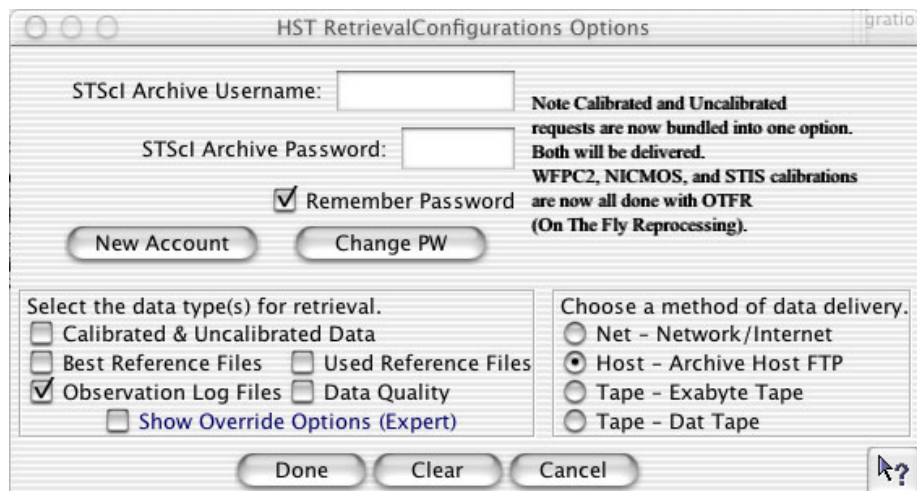 HST RetrievalConfigurations Options
gratio
STScI Archive Username:
STScI Archive Password:
Remember Password
New Account Change PW
Note Calibrated and Uncalibrated
requests are now bundled into one option.
Both will be delivered.
WFPC2, NICMOS, and STIS calibrations
are now all done with OTFR
(On The Fly Reprocessing).
Select the data type(s) for retrieval.
Calibrated & Uncalibrated Data
Best Reference Files Used Reference Files
Observation Log Files Data Quality
Show Override Options (Expert)
Choose a method of data delivery.
Net – Network/Internet
Host – Archive Host FTP
Tape – Exabyte Tape
Tape – Dat Tape
Done Clear Cancel
?